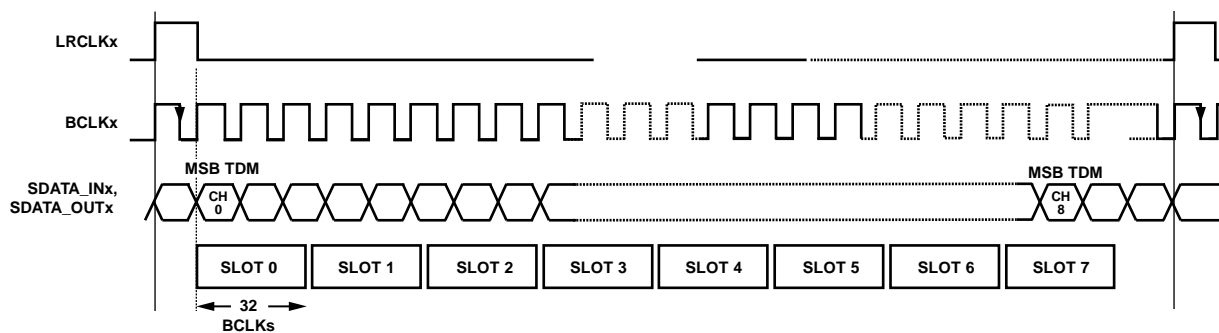 LRCLKx
BCLKx
MSB TDM
MSB TDM
SDATA_INx,
SDATA_OUTx
CH
0
CH
8
SLOT 0
SLOT 1
SLOT 2
SLOT 3
SLOT 4
SLOT 5
SLOT 6
SLOT 7
32
BCLKs